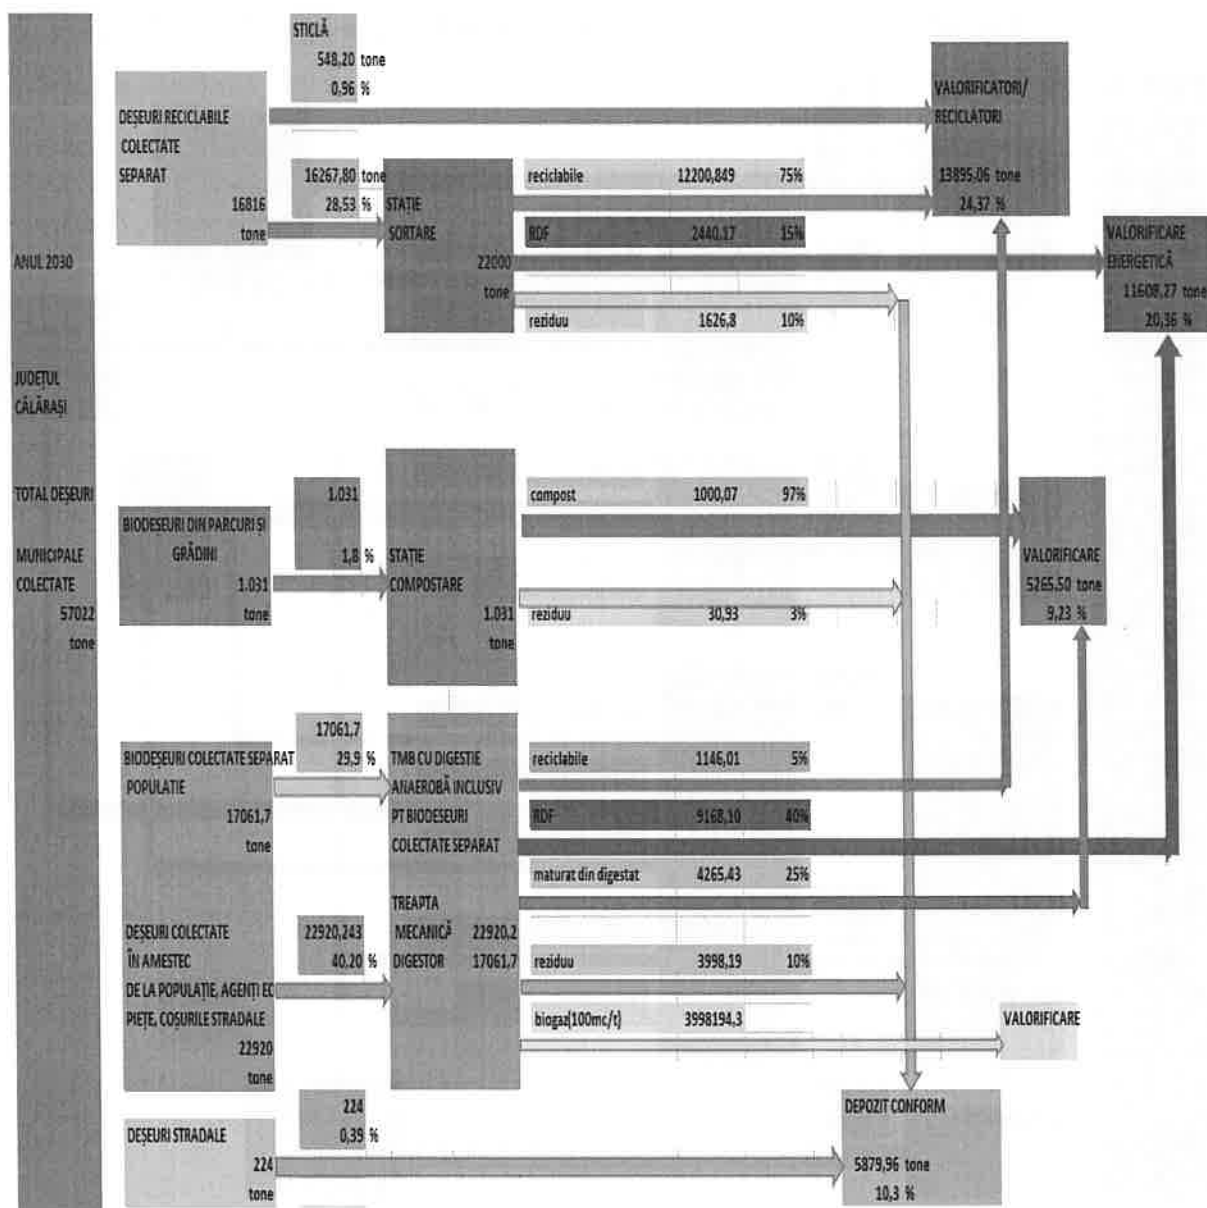 ANUL 2030
JUDEȚUL
CĂLĂRAȘI
TOTAL DEȘEURI
MUNICIPALE
COLECTATE
57022
tone
DEȘEURI RECICLABILE
COLECTATE
SEPARAT
16816
tone
STICLĂ
548,20 tone
0,96 %
16267,80 tone
28,53 %
STAȚIE
SORTARE
22000
tone
reciclabile 12200,849 75%
RDF 2440,17 15%
reziduu 1626,8 10%
VALORIFICATORI/
RECICLATORI
13895,06 tone
24,37 %
VALORIFICARE
ENERGETICĂ
11608,27 tone
20,36 %
BIODEȘEURI DIN PARCURI ȘI
GRĂDINI
1.031
tone
1.031
1,8 %
STAȚIE
COMPOSTARE
1.031
tone
compost 1000,07 97%
reziduu 30,93 3%
VALORIFICARE
5265,50 tone
9,23 %
BIODEȘEURI COLECTATE SEPARAT
POPULATIE
17061,7
tone
17061,7
29,9 %
DEȘEURI COLECTATE
ÎN AMESTEC
DE LA POPULAȚIE, AGENȚI EC
PIEȚE, COȘURILE STRADALE
22920
tone
22920,243
40,20 %
TMB CU DIGESTIE
ANAEROBĂ INCLUSIV
PT BIODESEURI
COLECTATE SEPARAT
TREAPTA
MECANICĂ 22920,2
DIGESTOR 17061,7
reciclabile 1146,01 5%
RDF 9168,10 40%
maturat din digestat 4265,43 25%
reziduu 3998,19 10%
biogaz(100mc/t) 3998194,3
VALORIFICARE
DEȘEURI STRADALE
224
tone
224
0,39 %
DEPOZIT CONFORM
5879,96 tone
10,3 %